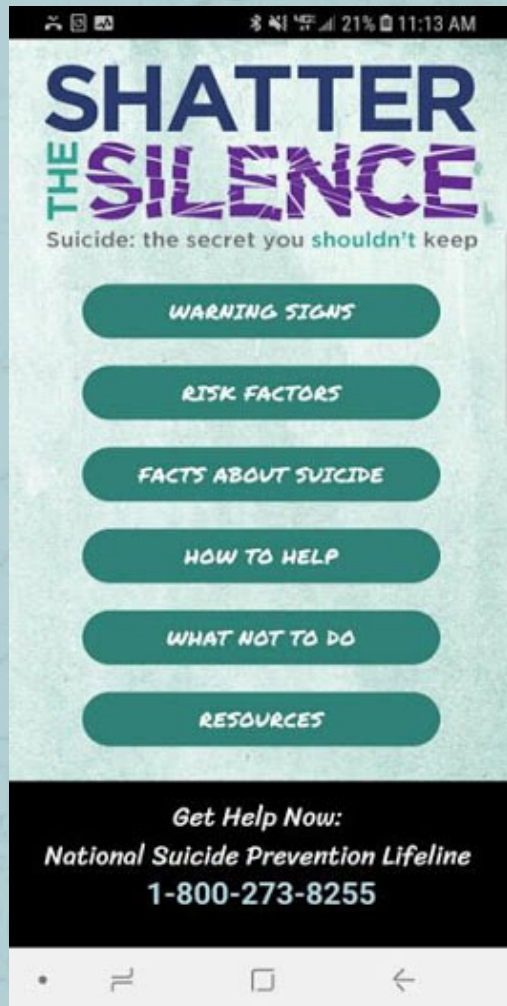 21% 11:13 AM
SHATTER
THE
SILENCE
Suicide: the secret you shouldn't keep
WARNING SIGNS
RISK FACTORS
FACTS ABOUT SUICIDE
HOW TO HELP
WHAT NOT TO DO
RESOURCES
Get Help Now:
National Suicide Prevention Lifeline
1-800-273-8255